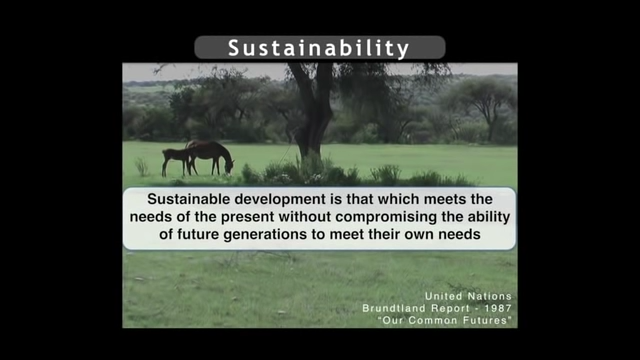 Sustainability
Sustainable development is that which meets the
needs of the present without compromising the ability
of future generations to meet their own needs
United Nations
Brundtland Report - 1987
"Our Common Futures"